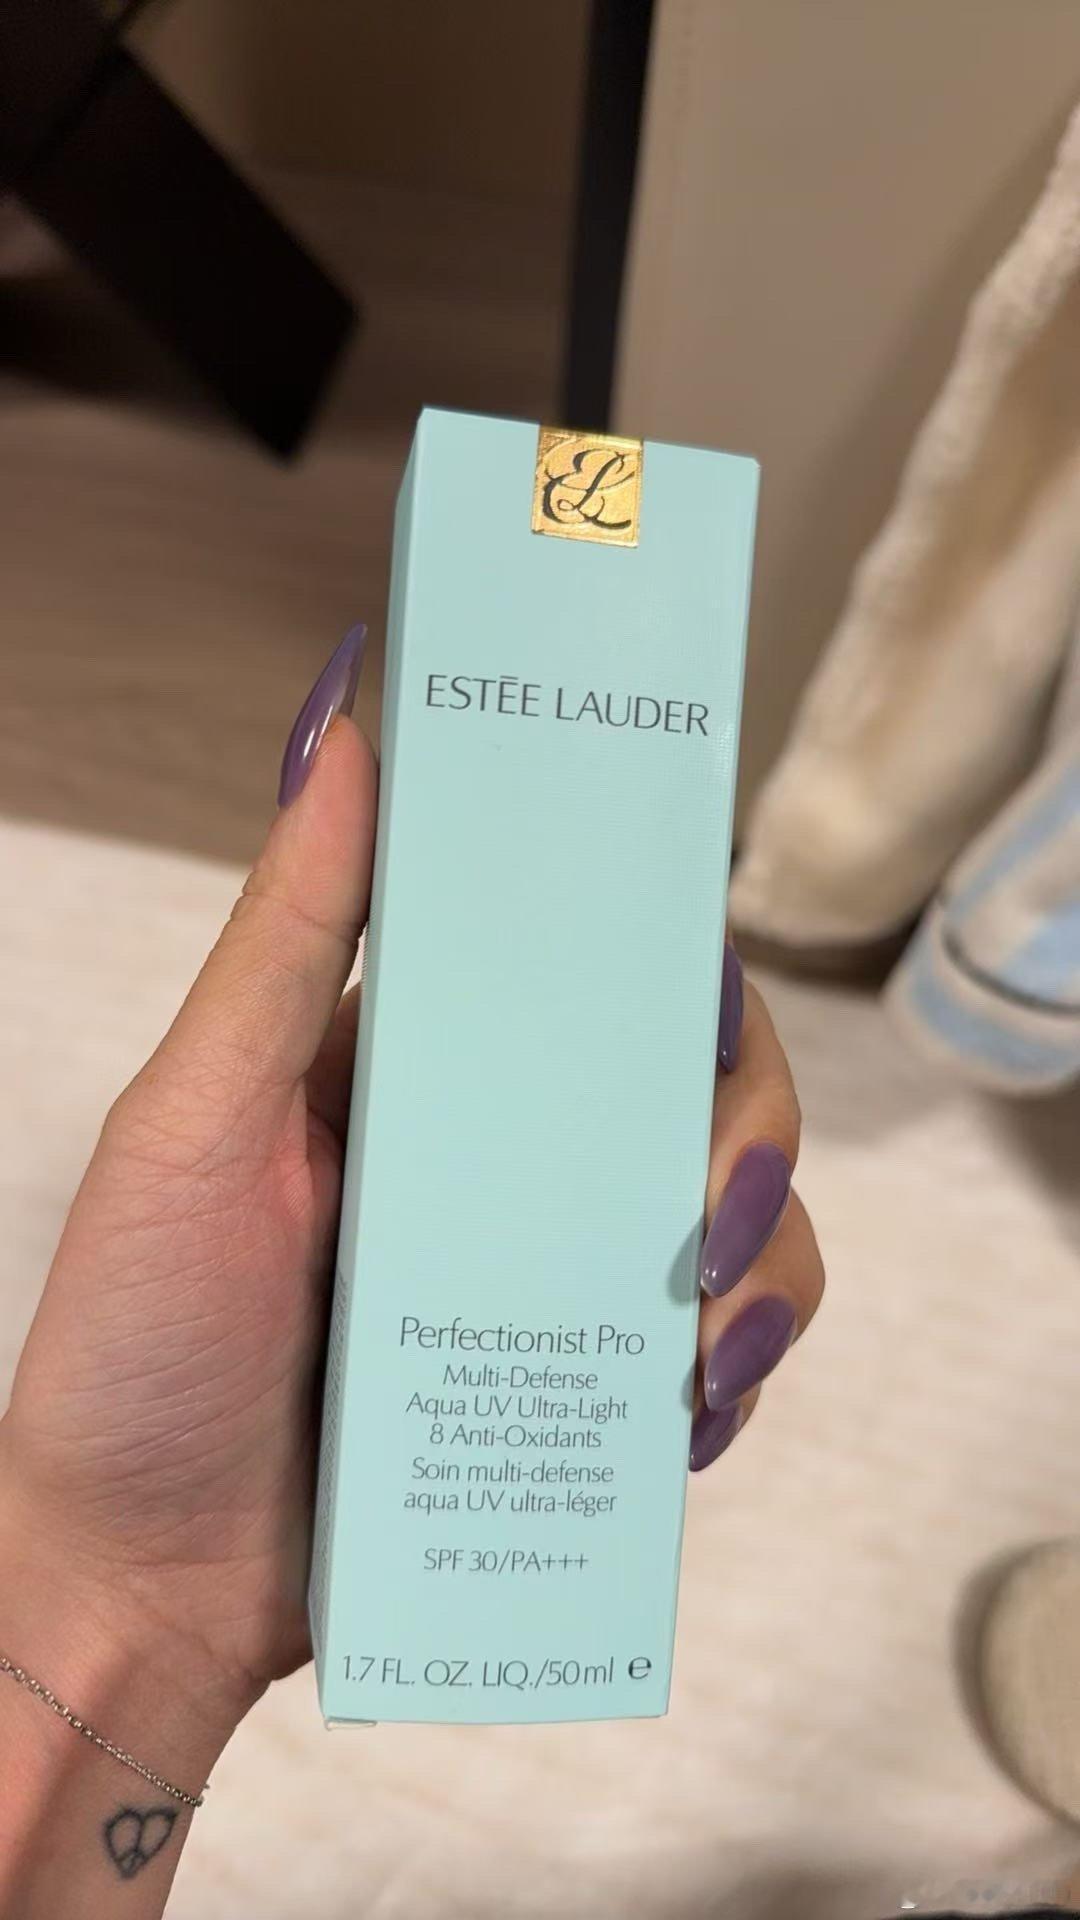 EL
ESTĒE LAUDER
Perfectionist Pro
Multi-Defense
Aqua UV Ultra-Light
8 Anti-Oxidants
Soin multi-defense
aqua UV ultra-léger
SPF 30/PA+++
1.7 FL. OZ. LIQ./50ml e